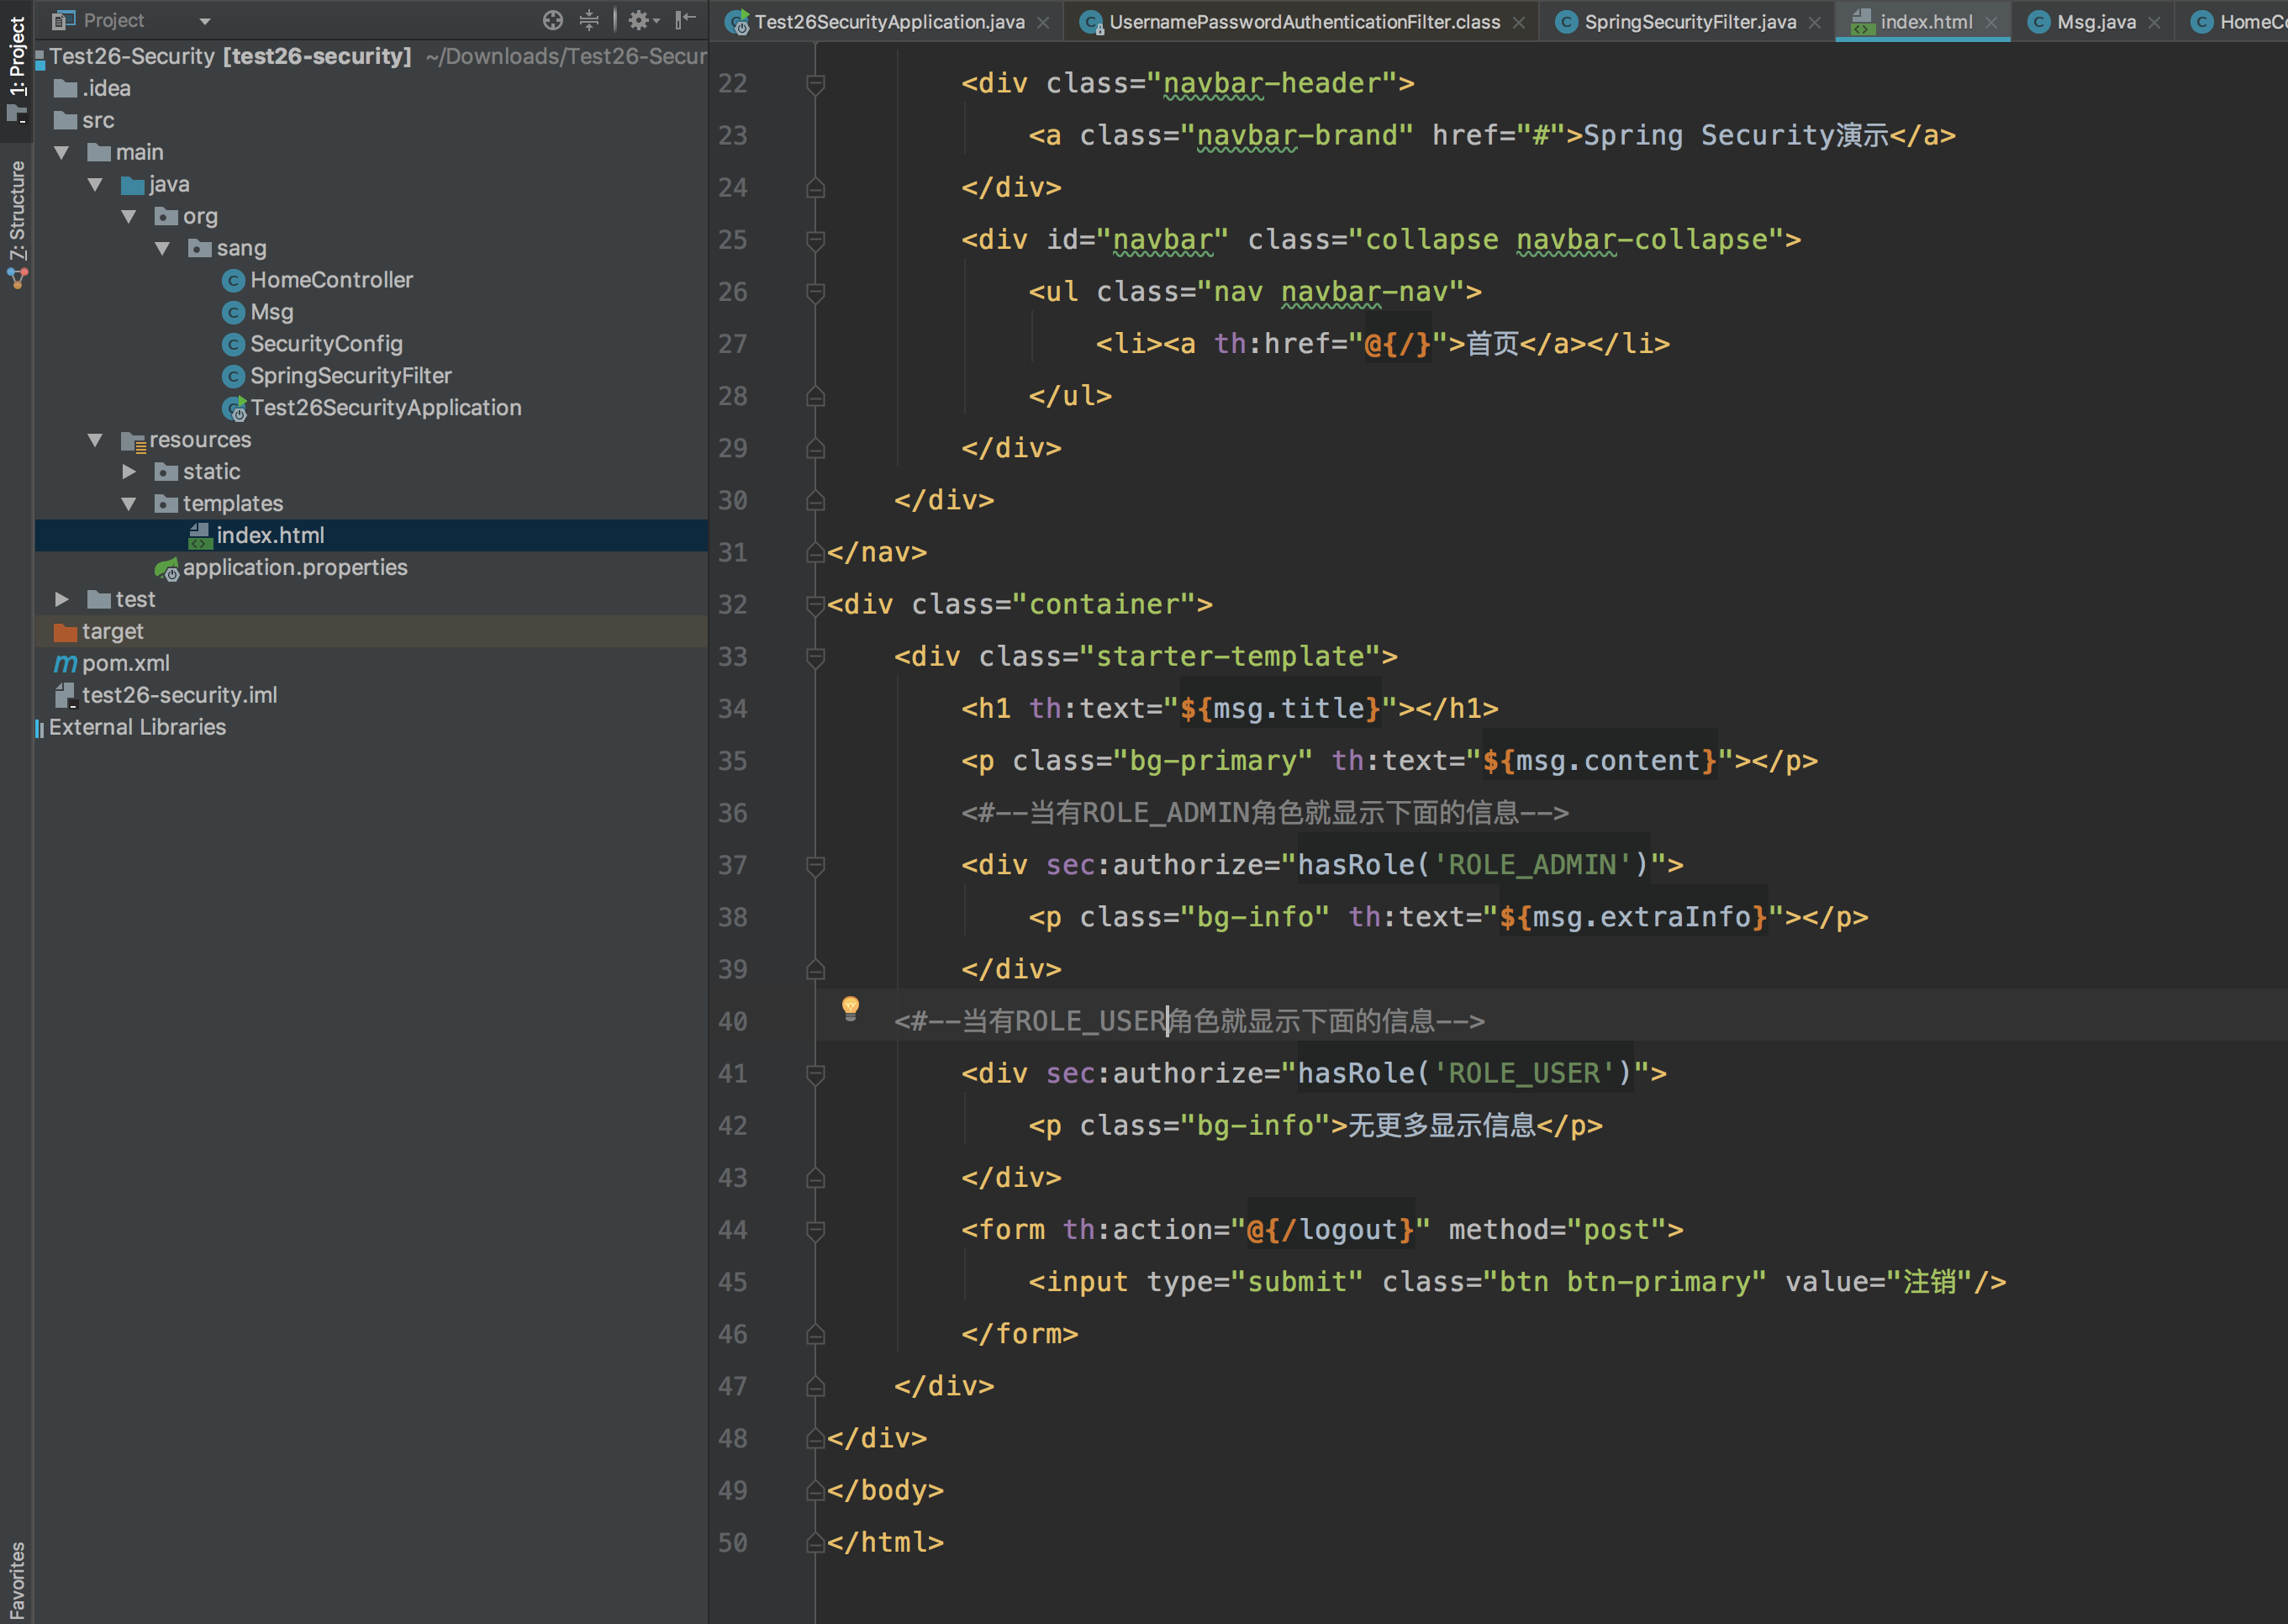 1: Project
7: Structure
Favorites
Project
Test26-Security [test26-security] ~/Downloads/Test26-Secur
.idea
src
main
java
org
sang
HomeController
Msg
SecurityConfig
SpringSecurityFilter
Test26SecurityApplication
resources
static
templates
index.html
application.properties
test
target
pom.xml
test26-security.iml
External Libraries
Test26SecurityApplication.java UsernamePasswordAuthenticationFilter.class SpringSecurityFilter.java index.html Msg.java HomeCo
22 <div class="navbar-header">
23 <a class="navbar-brand" href="#">Spring Security演示</a>
24 </div>
25 <div id="navbar" class="collapse navbar-collapse">
26 <ul class="nav navbar-nav">
27 <li><a th:href="@{/}">首页</a></li>
28 </ul>
29 </div>
30 </div>
31 </nav>
32 <div class="container">
33 <div class="starter-template">
34 <h1 th:text="${msg.title}"></h1>
35 <p class="bg-primary" th:text="${msg.content}"></p>
36 <#--当有ROLE_ADMIN角色就显示下面的信息-->
37 <div sec:authorize="hasRole('ROLE_ADMIN')">
38 <p class="bg-info" th:text="${msg.extraInfo}"></p>
39 </div>
40 <#--当有ROLE_USER角色就显示下面的信息-->
41 <div sec:authorize="hasRole('ROLE_USER')">
42 <p class="bg-info">无更多显示信息</p>
43 </div>
44 <form th:action="@{/logout}" method="post">
45 <input type="submit" class="btn btn-primary" value="注销"/>
46 </form>
47 </div>
48 </div>
49 </body>
50 </html>